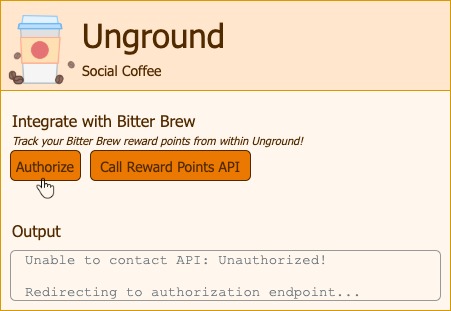 Unground
Social Coffee
Integrate with Bitter Brew
Track your Bitter Brew reward points from within Unground!
Authorize
Call Reward Points API
Output
Unable to contact API: Unauthorized!
Redirecting to authorization endpoint...